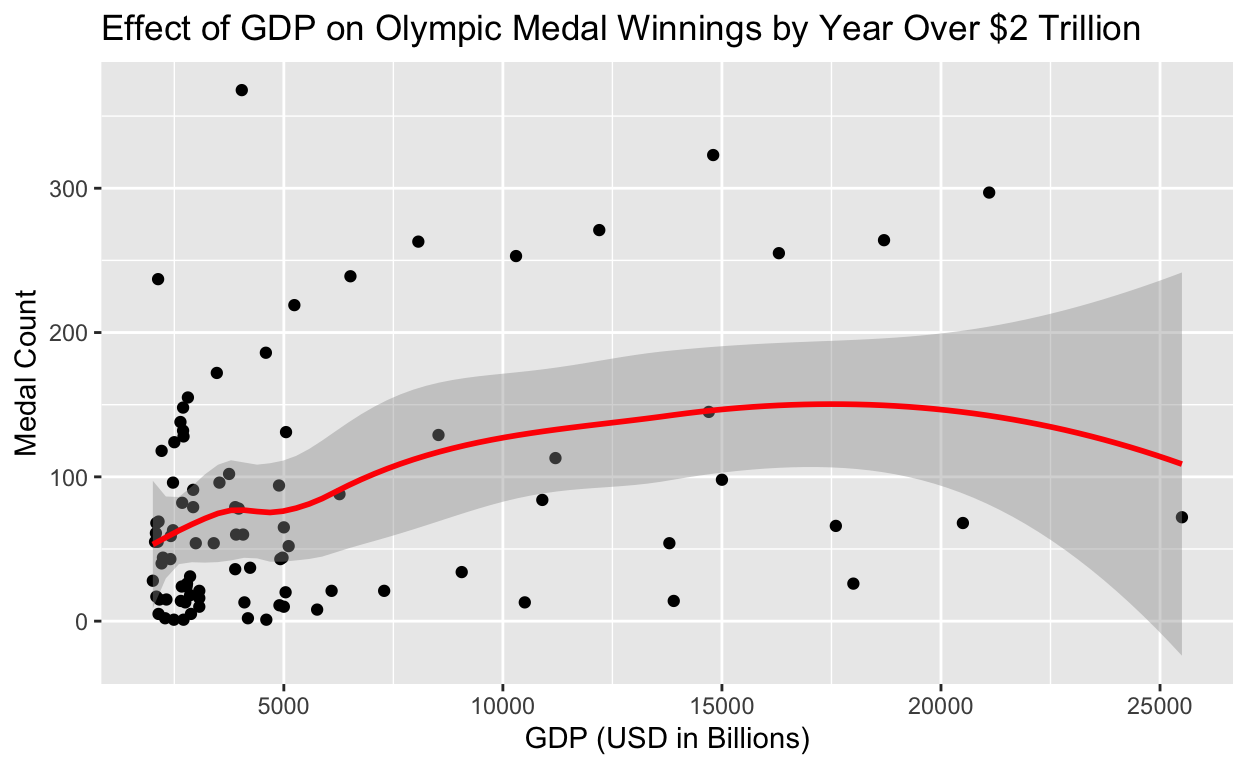 Effect of GDP on Olympic Medal Winnings by Year Over $2 Trillion
Medal Count
300
200
100
0
5000 10000 15000 20000 25000
GDP (USD in Billions)